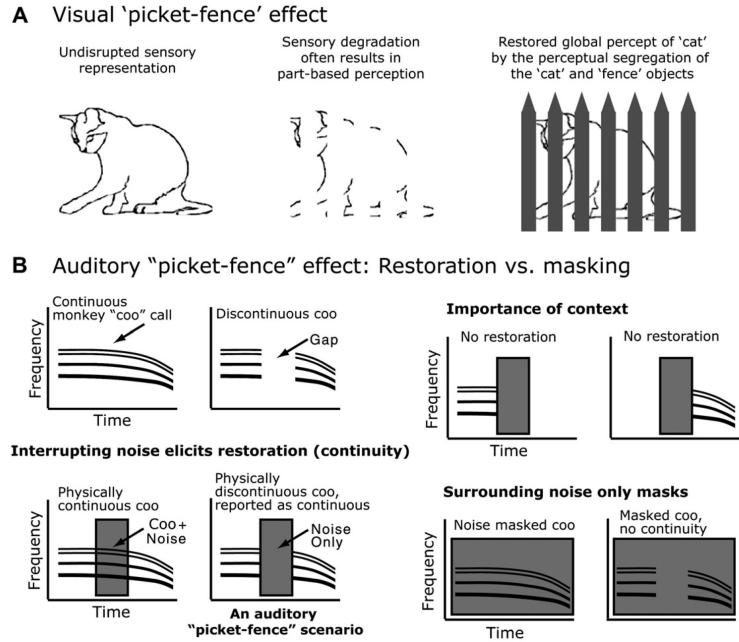 A Visual ‘picket-fence’ effect
Undisrupted sensory
representation
Sensory degradation
often results in
part-based perception
Restored global percept of ‘cat’
by the perceptual segregation of
the ‘cat’ and ‘fence’ objects
B Auditory “picket-fence” effect: Restoration vs. masking
Continuous
monkey “coo” call
Frequency
Time
Discontinuous coo
Gap
Importance of context
No restoration
Frequency
Time
No restoration
Interrupting noise elicits restoration (continuity)
Physically
continuous coo
Coo+
Noise
Frequency
Time
Physically
discontinuous coo,
reported as continuous
Noise
Only
An auditory
“picket-fence” scenario
Surrounding noise only masks
Noise masked coo
Frequency
Time
Masked coo,
no continuity